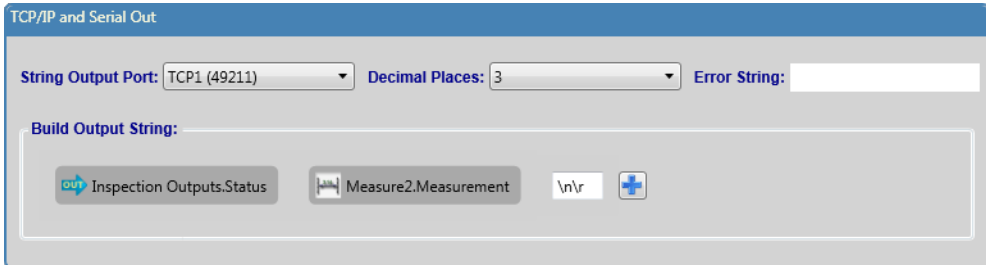 TCP/IP and Serial Out
String Output Port: TCP1 (49211) Decimal Places: 3 Error String:
Build Output String:
OUT Inspection Outputs.Status Measure2.Measurement \n\r